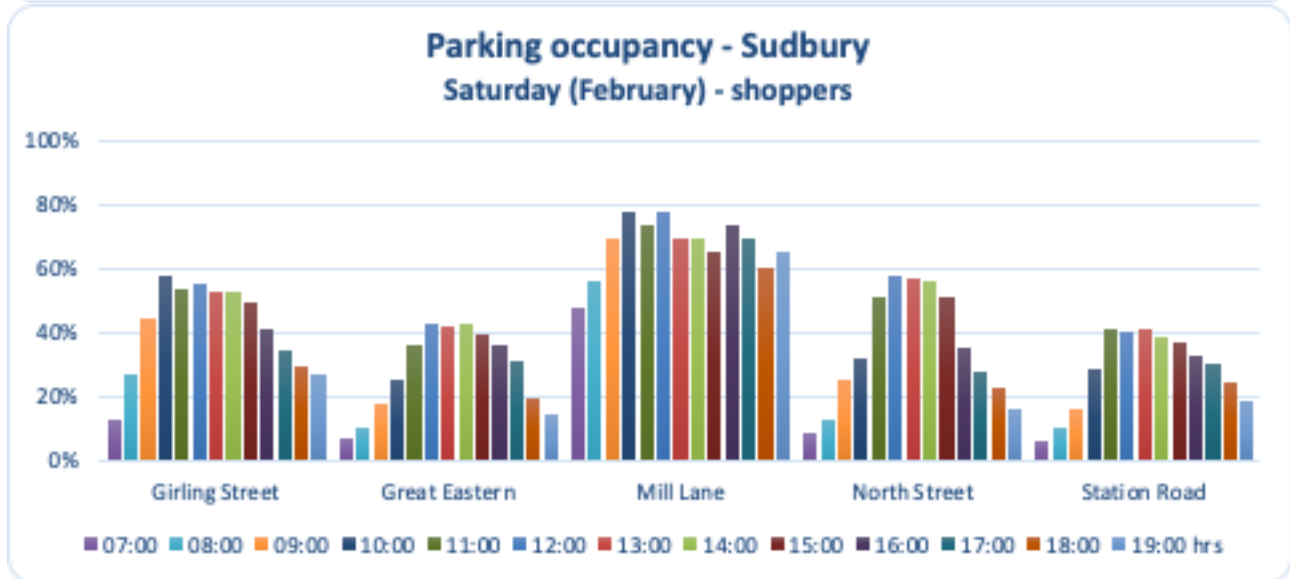 Parking occupancy - Sudbury
Saturday (February) - shoppers
100%
80%
60%
40%
20%
0%
Girling Street Great Eastern Mill Lane North Street Station Road
07:00 08:00 09:00 10:00 11:00 12:00 13:00 14:00 15:00 16:00 17:00 18:00 19:00 hrs